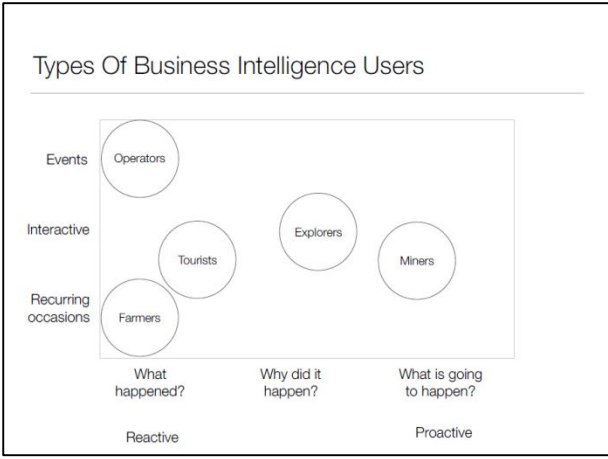 Types Of Business Intelligence Users
Events
Operators
Interactive
Explorers
Tourists
Miners
Recurring
occasions
Farmers
What
happened?
Why did it
happen?
What is going
to happen?
Reactive
Proactive